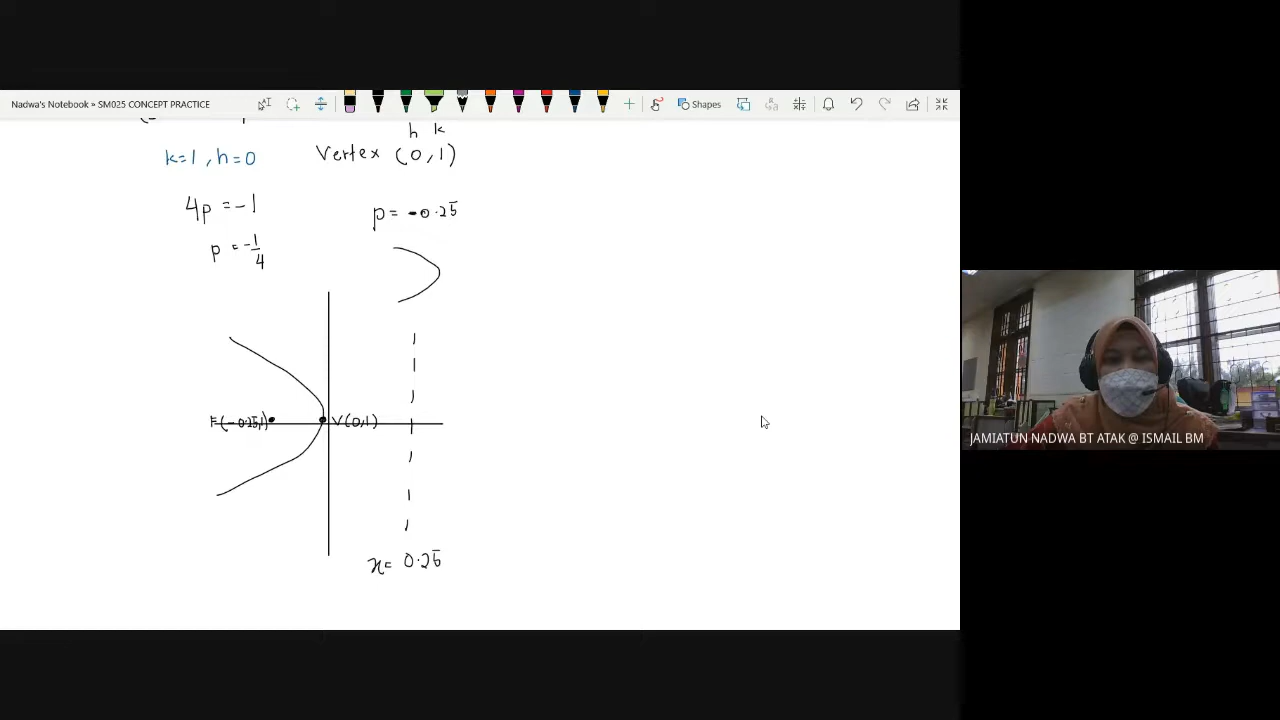 Nadwa's Notebook » SM025 CONCEPT PRACTICE
Shapes
h k
k=1 , h=0
Vertex (0,1)
4p = -1
p = -0.25
p = -1/4
F(-0.25,1)
V(0,1)
x= 0.25
JAMIATUN NADWA BT ATAK @ ISMAIL BM